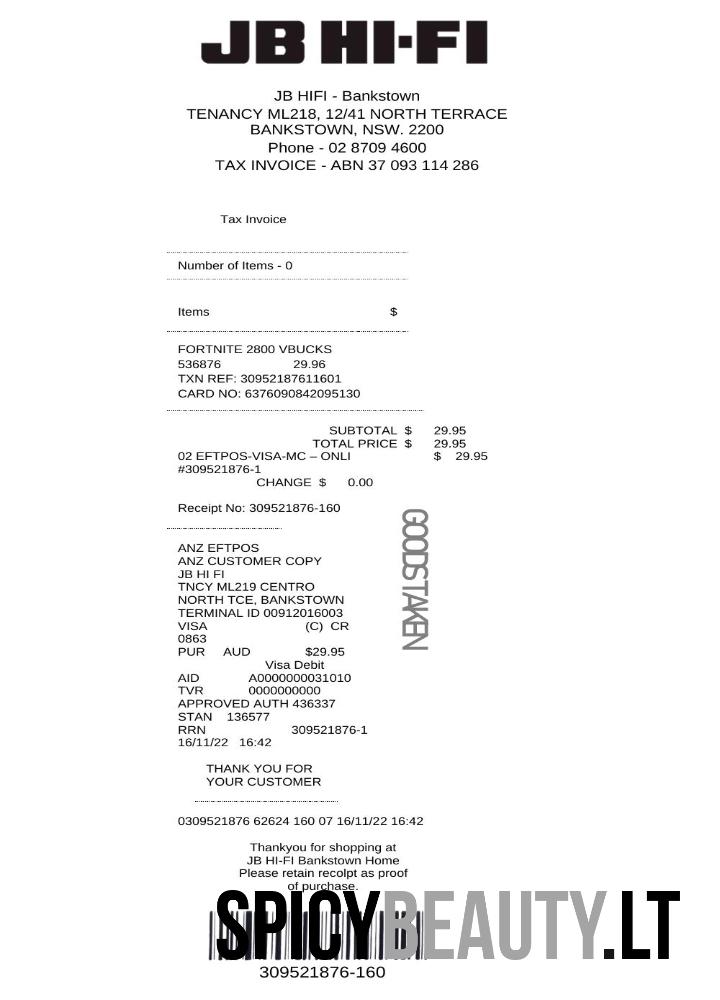 JB HI-FI
JB HIFI - Bankstown
TENANCY ML218, 12/41 NORTH TERRACE
BANKSTOWN, NSW. 2200
Phone - 02 8709 4600
TAX INVOICE - ABN 37 093 114 286
Tax Invoice
Number of Items - 0
Items $
FORTNITE 2800 VBUCKS
536876 29.96
TXN REF: 30952187611601
CARD NO: 6376090842095130
SUBTOTAL $ 29.95
TOTAL PRICE $ 29.95
02 EFTPOS-VISA-MC – ONLI $ 29.95
#309521876-1
CHANGE $ 0.00
Receipt No: 309521876-160
GOODS TAKEN
ANZ EFTPOS
ANZ CUSTOMER COPY
JB HI FI
TNCY ML219 CENTRO
NORTH TCE, BANKSTOWN
TERMINAL ID 00912016003
VISA (C) CR
0863
PUR AUD $29.95
Visa Debit
AID A0000000031010
TVR 0000000000
APPROVED AUTH 436337
STAN 136577
RRN 309521876-1
16/11/22 16:42
THANK YOU FOR
YOUR CUSTOMER
0309521876 62624 160 07 16/11/22 16:42
Thankyou for shopping at
JB HI-FI Bankstown Home
Please retain recolpt as proof
of purchase.
SPICYBEAUTY.LT
309521876-160